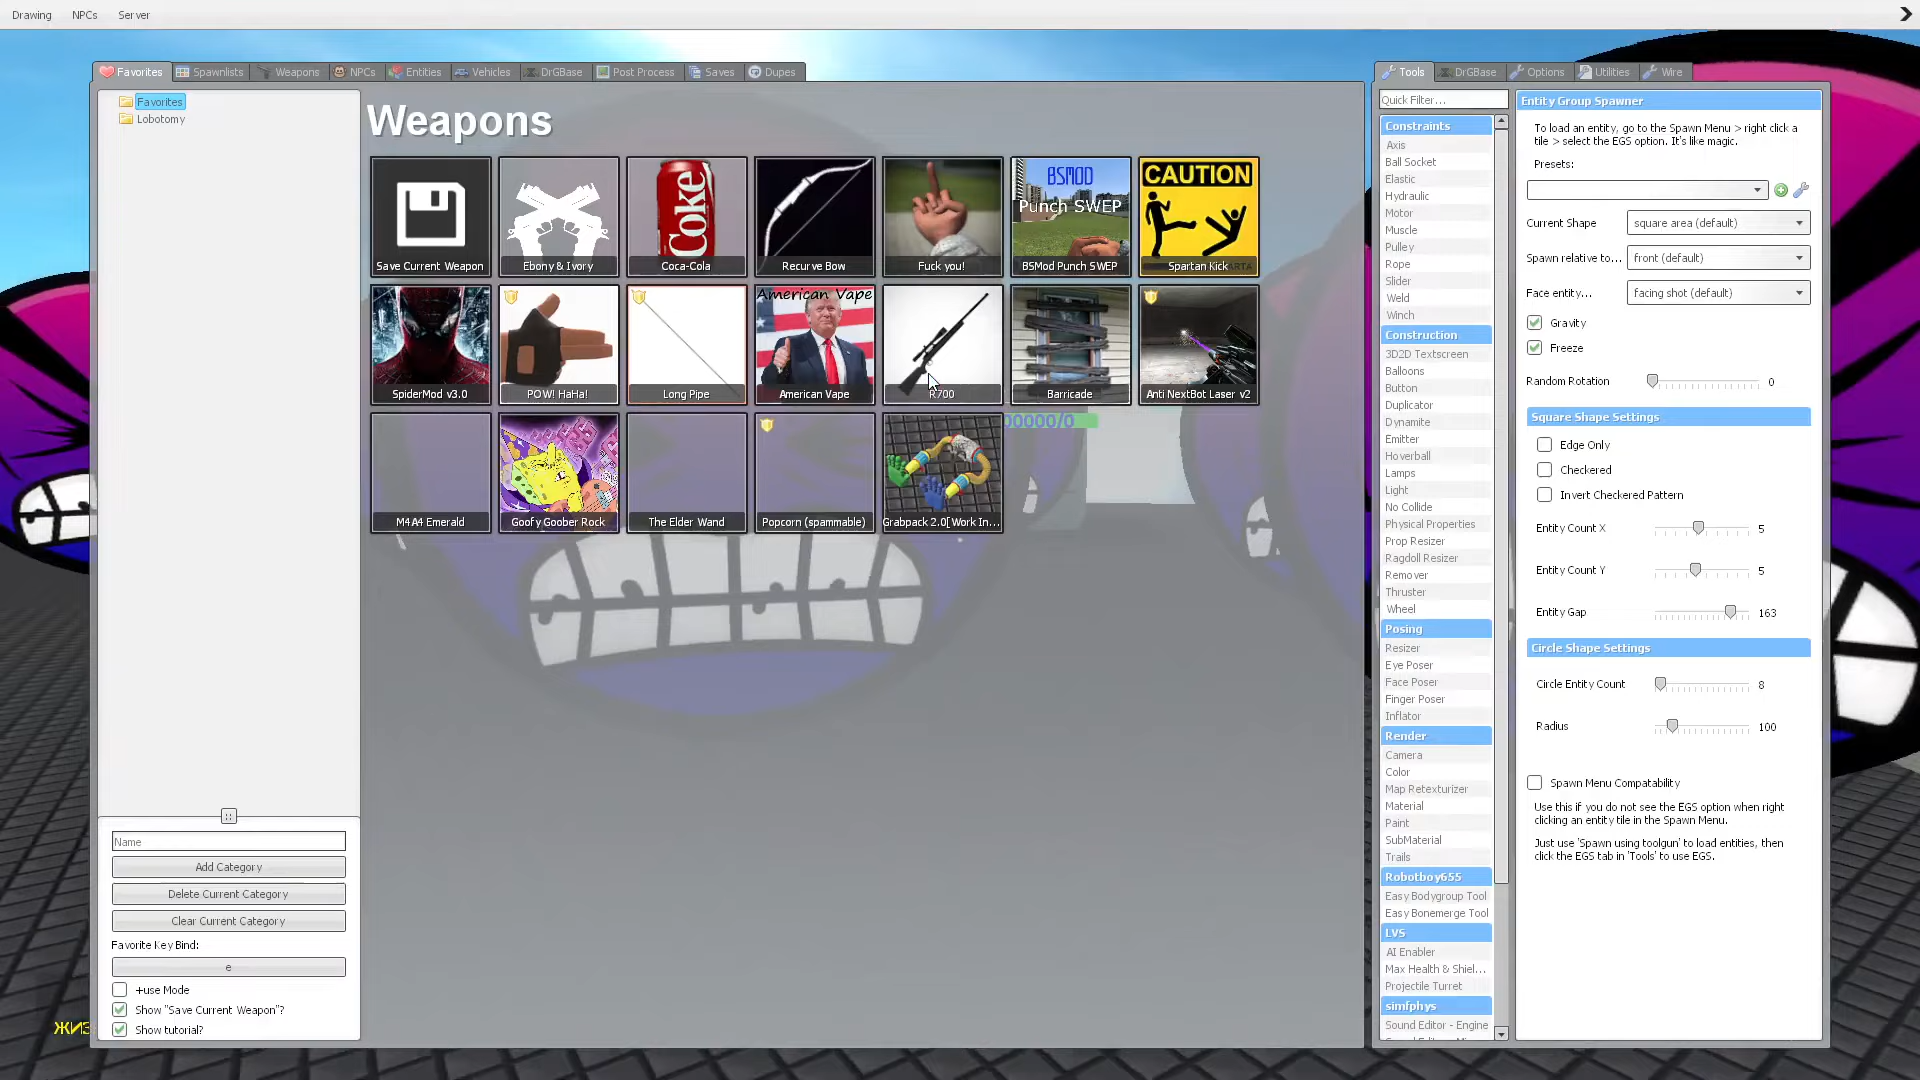 Drawing NPCs Server
Favorites Spawnlists Weapons NPCs Entities Vehicles DrGBase Post Process Saves Dupes
Favorites
Lobotomy
Weapons
Save Current Weapon
Ebony & Ivory
Coke
Coca-Cola
Recurve Bow
Fuck you!
BSMOD
Punch SWEP
BSMod Punch SWEP
CAUTION
Spartan Kick
SpiderMod v3.0
POW! HaHa!
Long Pipe
American Vape
American Vape
R700
Barricade
Anti NextBot Laser v2
00000/0
M4A4 Emerald
Goofy Goober Rock
The Elder Wand
Popcorn (spammable)
Grabpack 2.0[Work In...
Name
Add Category
Delete Current Category
Clear Current Category
Favorite Key Bind:
e
+use Mode
Show "Save Current Weapon"?
Show tutorial?
ЖИЗ
Tools DrGBase Options Utilities Wire
Quick Filter...
Constraints
Axis
Ball Socket
Elastic
Hydraulic
Motor
Muscle
Pulley
Rope
Slider
Weld
Winch
Construction
3D2D Textscreen
Balloons
Button
Duplicator
Dynamite
Emitter
Hoverball
Lamps
Light
No Collide
Physical Properties
Prop Resizer
Ragdoll Resizer
Remover
Thruster
Wheel
Posing
Resizer
Eye Poser
Face Poser
Finger Poser
Inflator
Render
Camera
Color
Map Retexturizer
Material
Paint
SubMaterial
Trails
Robotboy655
Easy Bodygroup Tool
Easy Bonemerge Tool
LVS
AI Enabler
Max Health & Shiel...
Projectile Turret
simfphys
Sound Editor - Engine
Entity Group Spawner
To load an entity, go to the Spawn Menu > right click a
tile > select the EGS option. It's like magic.
Presets:
Current Shape square area (default)
Spawn relative to... front (default)
Face entity... facing shot (default)
Gravity
Freeze
Random Rotation 0
Square Shape Settings
Edge Only
Checkered
Invert Checkered Pattern
Entity Count X 5
Entity Count Y 5
Entity Gap 163
Circle Shape Settings
Circle Entity Count 8
Radius 100
Spawn Menu Compatability
Use this if you do not see the EGS option when right
clicking an entity tile in the Spawn Menu.
Just use 'Spawn using toolgun' to load entities, then
click the EGS tab in 'Tools' to use EGS.